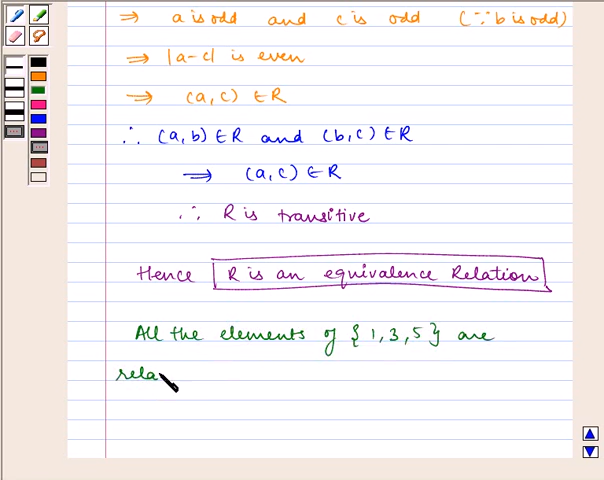 ⇒ a is odd and c is odd (∵ b is odd)
⇒ |a-c| is even
⇒ (a,c) ∈ R
∴ (a,b) ∈ R and (b,c) ∈ R
⇒ (a,c) ∈ R
∴ R is transitive
Hence R is an equivalence Relation
All the elements of {1,3,5} are
rela